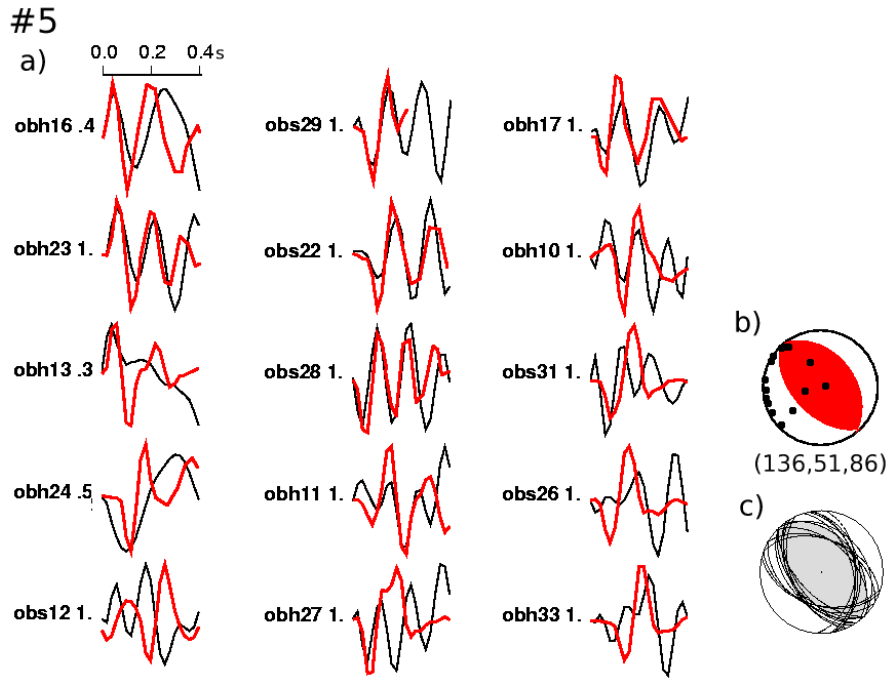 #5
a)
0.0 0.2 0.4s
obh16 .4
obs29 1.
obh17 1.
obh23 1.
obs22 1.
obh10 1.
obh13 .3
obs28 1.
obs31 1.
obh24 .5
obh11 1.
obs26 1.
obs12 1.
obh27 1.
obh33 1.
b)
(136,51,86)
c)